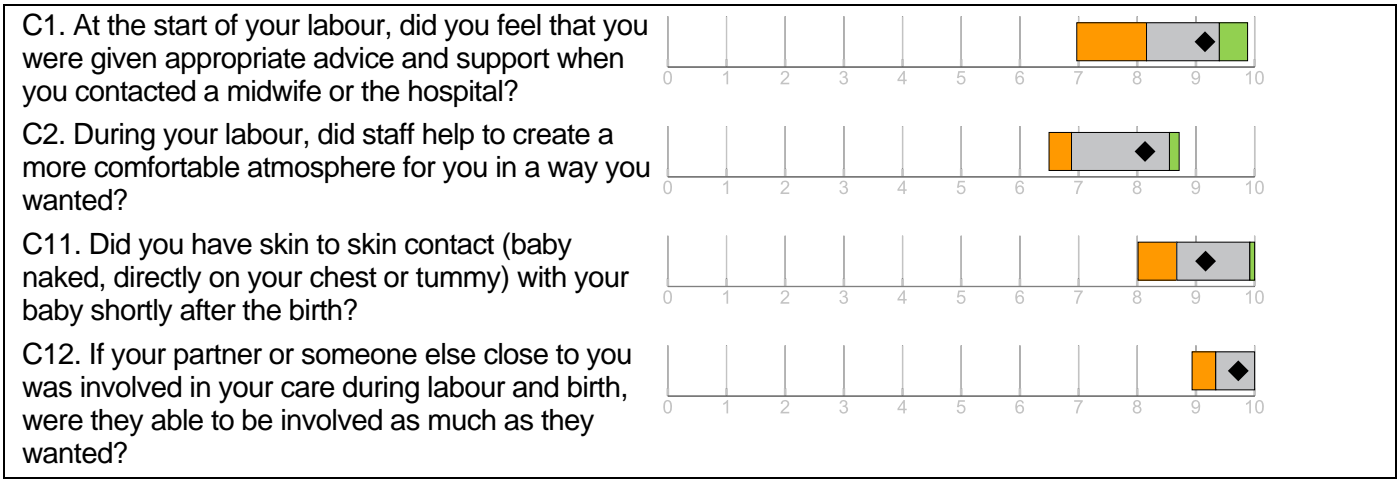 C1. At the start of your labour, did you feel that you
were given appropriate advice and support when
you contacted a midwife or the hospital?
0 1 2 3 4 5 6 7 8 9 10
C2. During your labour, did staff help to create a
more comfortable atmosphere for you in a way you
wanted?
0 1 2 3 4 5 6 7 8 9 10
C11. Did you have skin to skin contact (baby
naked, directly on your chest or tummy) with your
baby shortly after the birth?
0 1 2 3 4 5 6 7 8 9 10
C12. If your partner or someone else close to you
was involved in your care during labour and birth,
were they able to be involved as much as they
wanted?
0 1 2 3 4 5 6 7 8 9 10